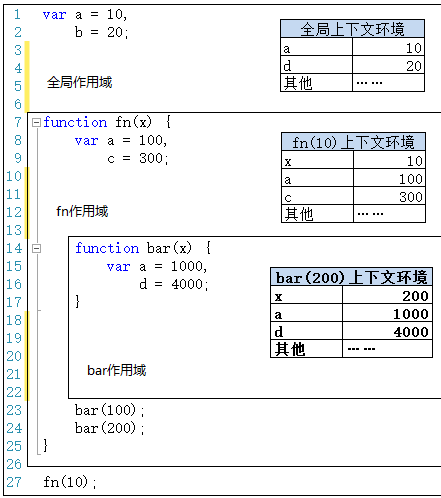 1 var a = 10,
2 b = 20;
3
4
全局作用域
5
6
全局上下文环境
a 10
d 20
其他 ……
7 function fn(x) {
8 var a = 100,
9 c = 300;
10
11
12 fn作用域
13
fn(10)上下文环境
x 10
a 100
c 300
其他 ……
14 function bar(x) {
15 var a = 1000,
16 d = 4000;
17 }
18
19
20
21 bar作用域
22
bar(200)上下文环境
x 200
a 1000
d 4000
其他 ……
23 bar(100);
24 bar(200);
25 }
26
27 fn(10);